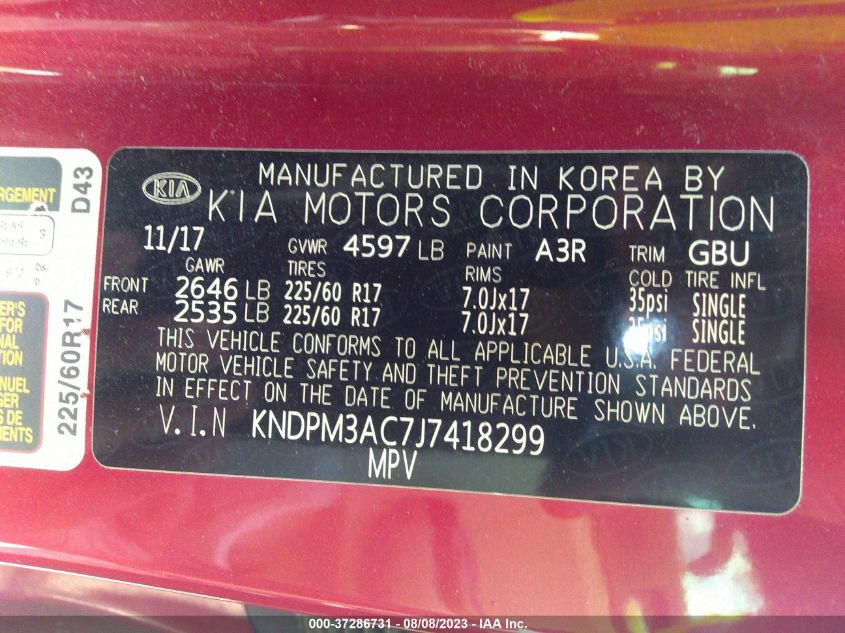 MANUFACTURED IN KOREA BY
KIA KIA MOTORS CORPORATION
11/17 GVWR 4597 LB PAINT A3R TRIM GBU
GAWR TIRES RIMS COLD TIRE INFL
FRONT 2646 LB 225/60 R17 7.0Jx17 35psi SINGLE
REAR 2535 LB 225/60 R17 7.0Jx17 SINGLE
THIS VEHICLE CONFORMS TO ALL APPLICABLE U.S.A. FEDERAL
MOTOR VEHICLE SAFETY AND THEFT PREVENTION STANDARDS
IN EFFECT ON THE DATE OF MANUFACTURE SHOWN ABOVE.
V.I.N KNDPM3AC7J7418299
MPV
D43
225/60R17
000-37286731 - 08/08/2023 - IAA Inc.